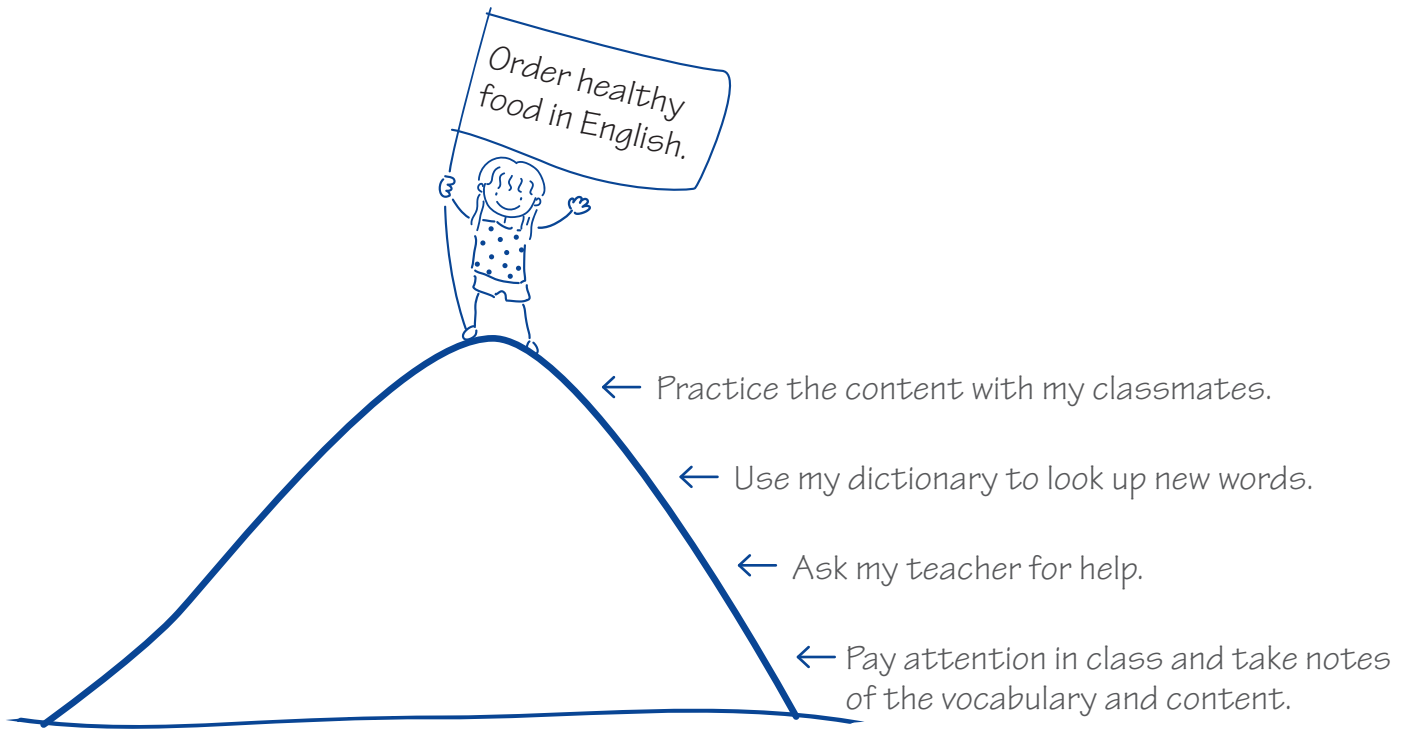 Order healthy
food in English.
← Practice the content with my classmates.
← Use my dictionary to look up new words.
← Ask my teacher for help.
← Pay attention in class and take notes
of the vocabulary and content.